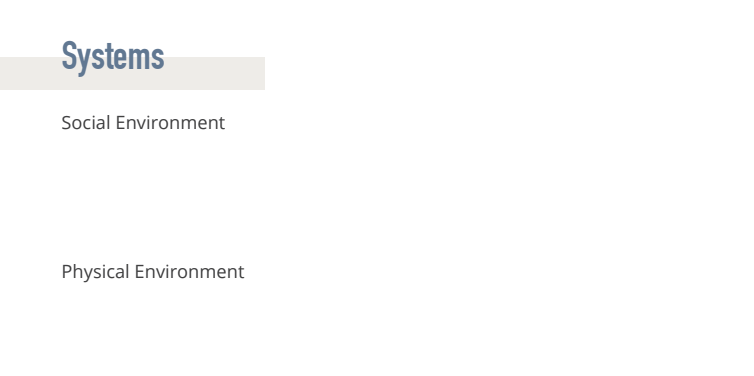 Systems
Social Environment
Physical Environment